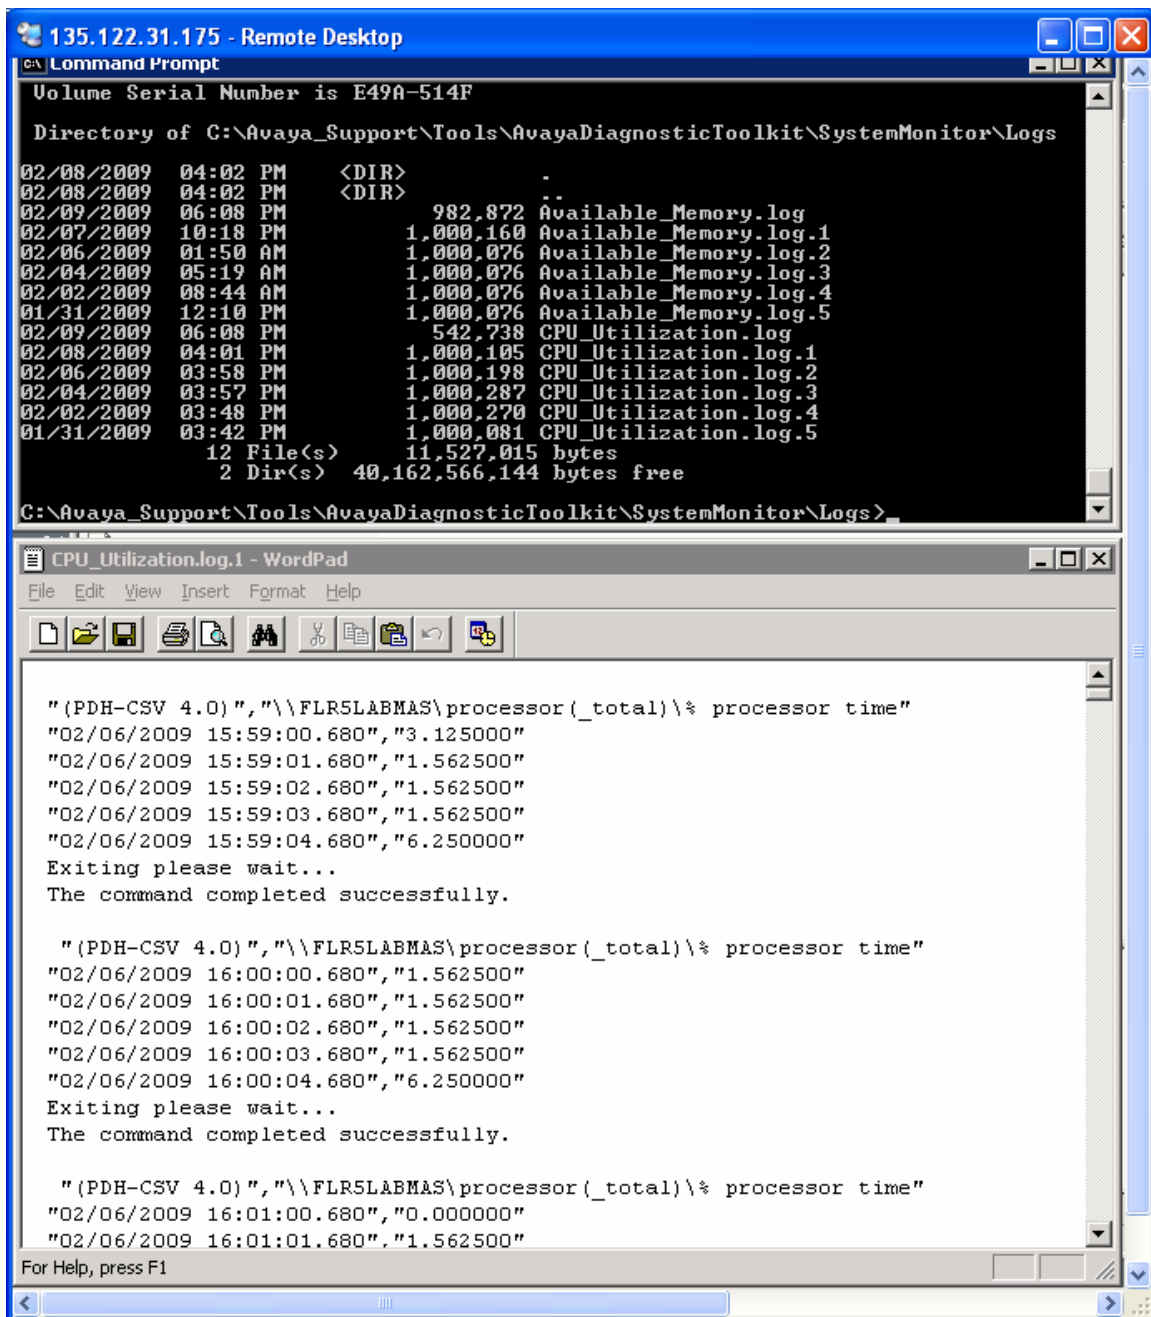 135.122.31.175 - Remote Desktop
Command Prompt
Volume Serial Number is E49A-514F
Directory of C:\Avaya_Support\Tools\AvayaDiagnosticToolkit\SystemMonitor\Logs
02/08/2009 04:02 PM <DIR> .
02/08/2009 04:02 PM <DIR> ..
02/09/2009 06:08 PM 982,872 Available_Memory.log
02/07/2009 10:18 PM 1,000,160 Available_Memory.log.1
02/06/2009 01:50 AM 1,000,076 Available_Memory.log.2
02/04/2009 05:19 AM 1,000,076 Available_Memory.log.3
02/02/2009 08:44 AM 1,000,076 Available_Memory.log.4
01/31/2009 12:10 PM 1,000,076 Available_Memory.log.5
02/09/2009 06:08 PM 542,738 CPU_Utilization.log
02/08/2009 04:01 PM 1,000,105 CPU_Utilization.log.1
02/06/2009 03:58 PM 1,000,198 CPU_Utilization.log.2
02/04/2009 03:57 PM 1,000,287 CPU_Utilization.log.3
02/02/2009 03:48 PM 1,000,270 CPU_Utilization.log.4
01/31/2009 03:42 PM 1,000,081 CPU_Utilization.log.5
12 File(s) 11,527,015 bytes
2 Dir(s) 40,162,566,144 bytes free
C:\Avaya_Support\Tools\AvayaDiagnosticToolkit\SystemMonitor\Logs>_
CPU_Utilization.log.1 - WordPad
File Edit View Insert Format Help
"(PDH-CSV 4.0)","\\FLR5LABMAS\processor(_total)\% processor time"
"02/06/2009 15:59:00.680","3.125000"
"02/06/2009 15:59:01.680","1.562500"
"02/06/2009 15:59:02.680","1.562500"
"02/06/2009 15:59:03.680","1.562500"
"02/06/2009 15:59:04.680","6.250000"
Exiting please wait...
The command completed successfully.
"(PDH-CSV 4.0)","\\FLR5LABMAS\processor(_total)\% processor time"
"02/06/2009 16:00:00.680","1.562500"
"02/06/2009 16:00:01.680","1.562500"
"02/06/2009 16:00:02.680","1.562500"
"02/06/2009 16:00:03.680","1.562500"
"02/06/2009 16:00:04.680","6.250000"
Exiting please wait...
The command completed successfully.
"(PDH-CSV 4.0)","\\FLR5LABMAS\processor(_total)\% processor time"
"02/06/2009 16:01:00.680","0.000000"
"02/06/2009 16:01:01.680","1.562500"
For Help, press F1